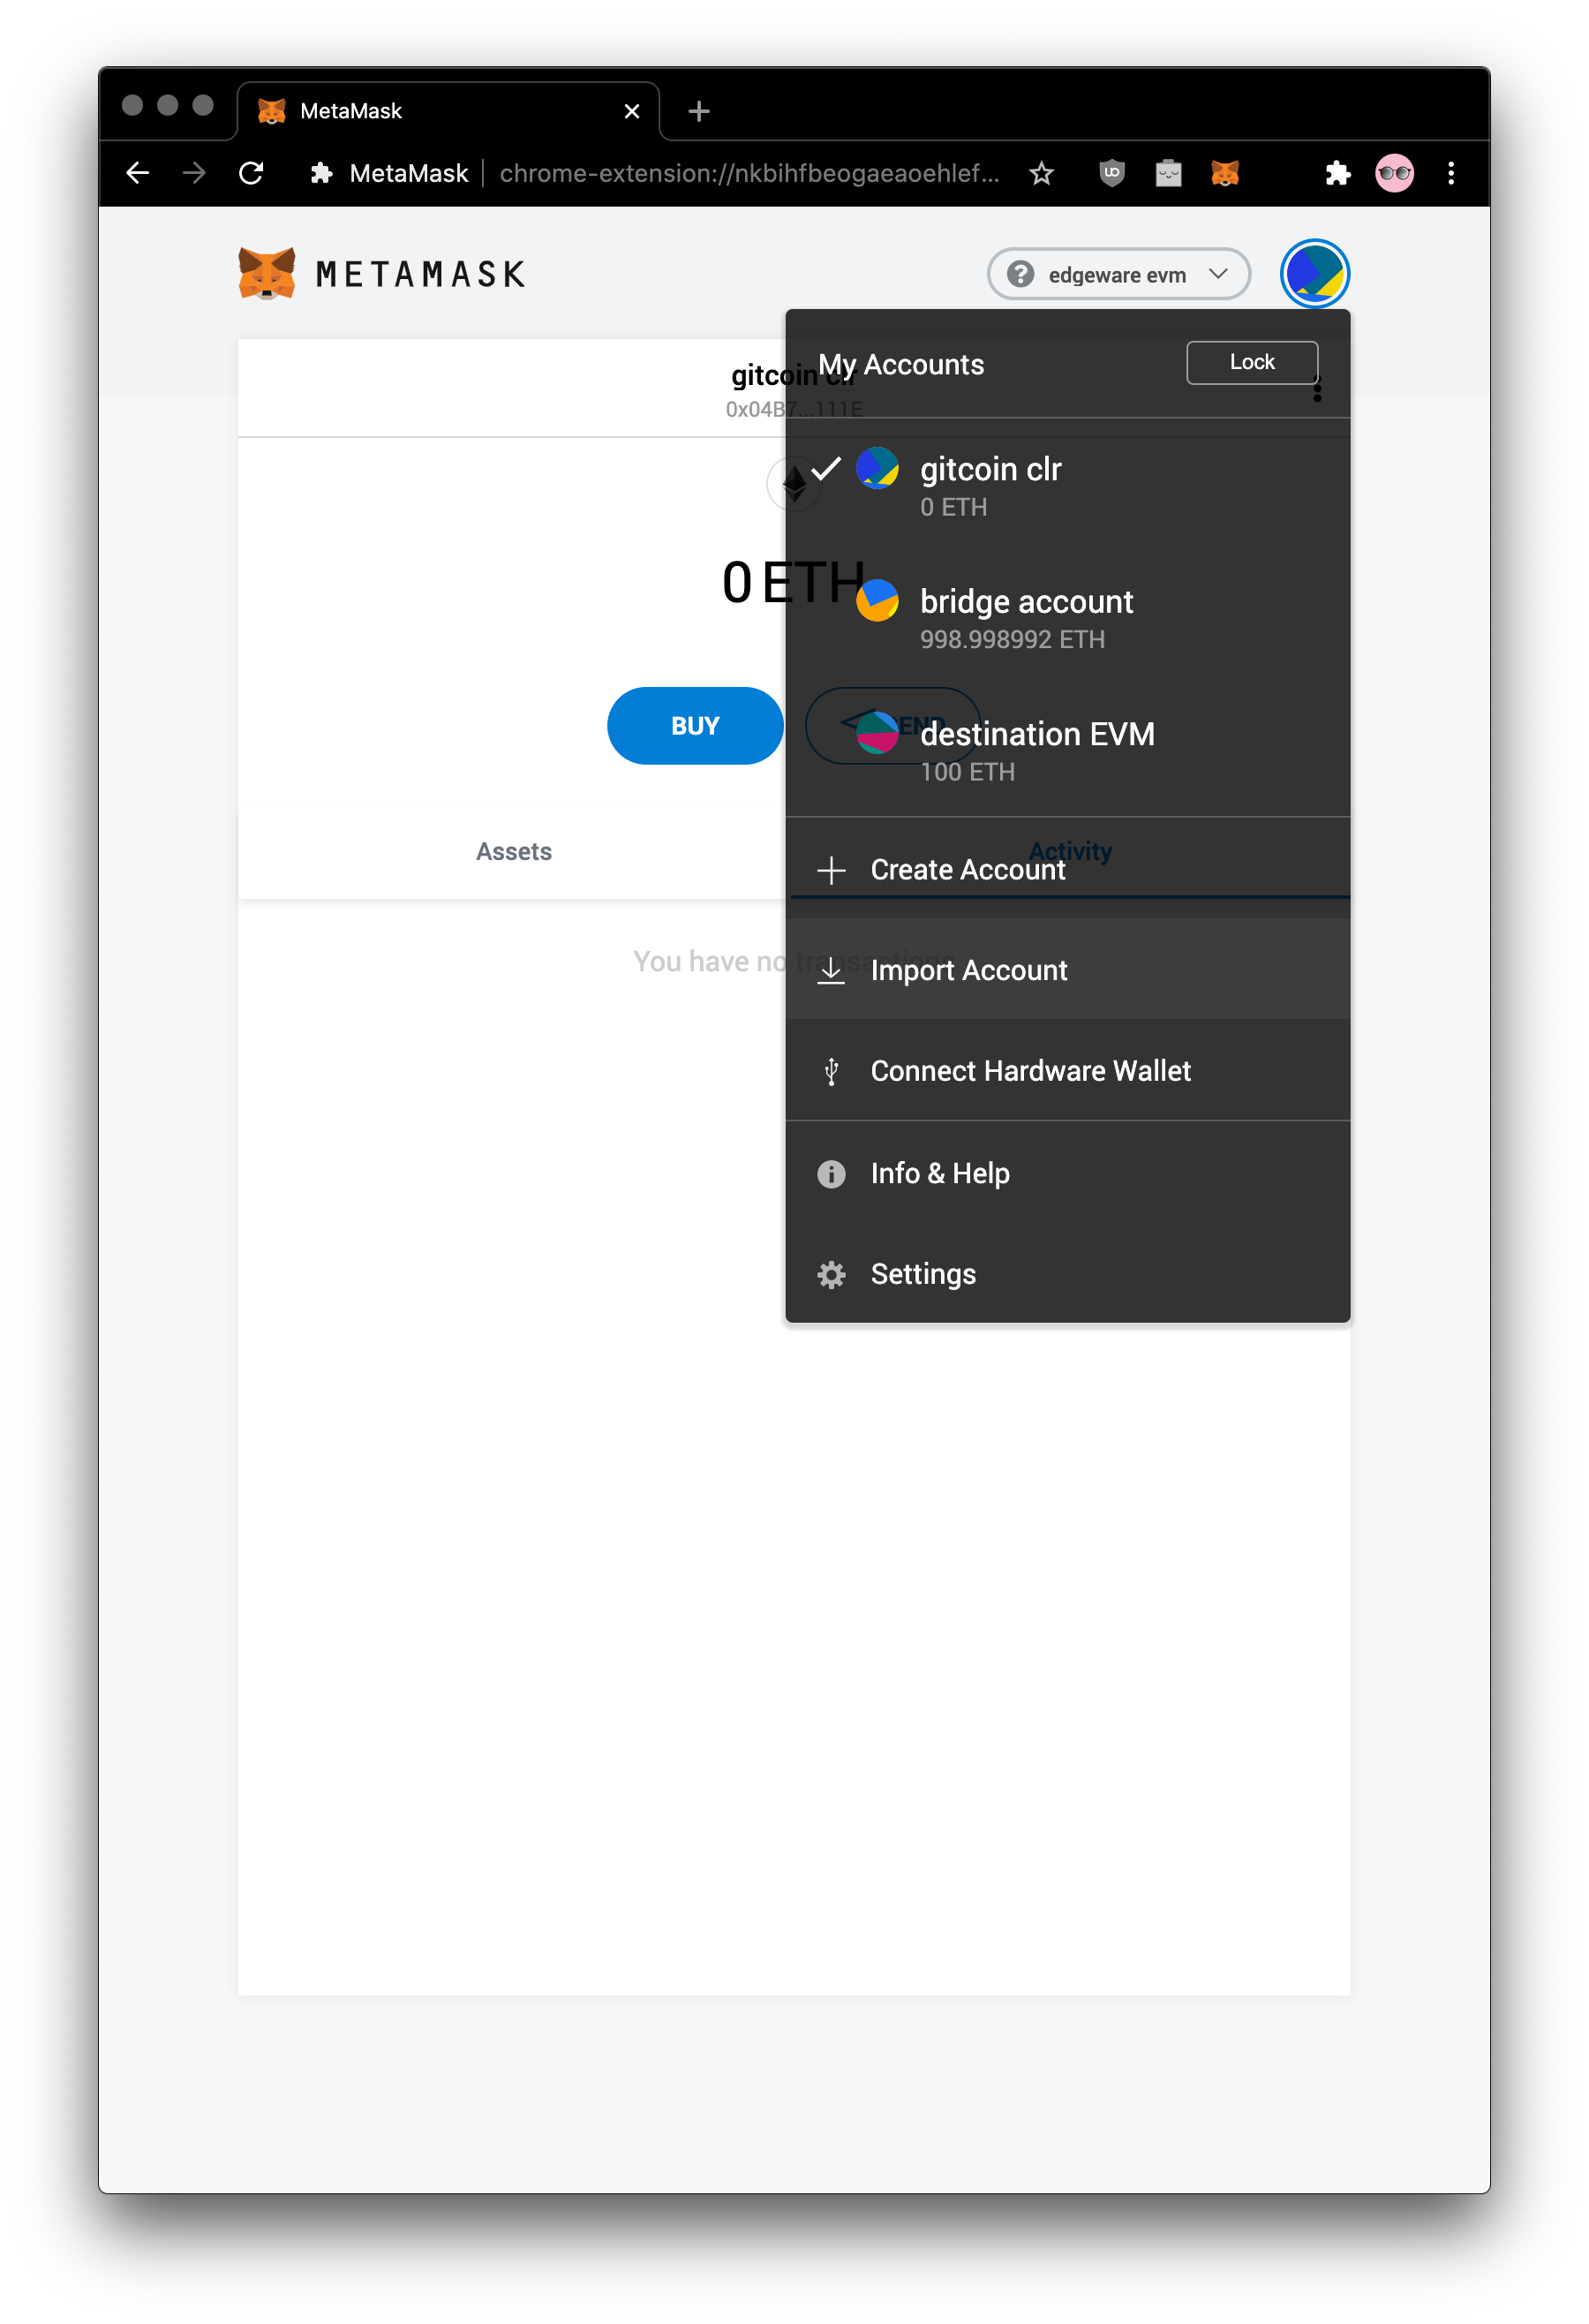 MetaMask
MetaMask
chrome-extension://nkbihfbeogaeaoehlef...
METAMASK
edgeware evm
gitcoin clr
0x04B7...111E
My Accounts
Lock
gitcoin clr
0 ETH
0 ETH
bridge account
998.998992 ETH
BUY
SEND
destination EVM
100 ETH
Assets
Activity
Create Account
You have no transactions
Import Account
Connect Hardware Wallet
Info & Help
Settings